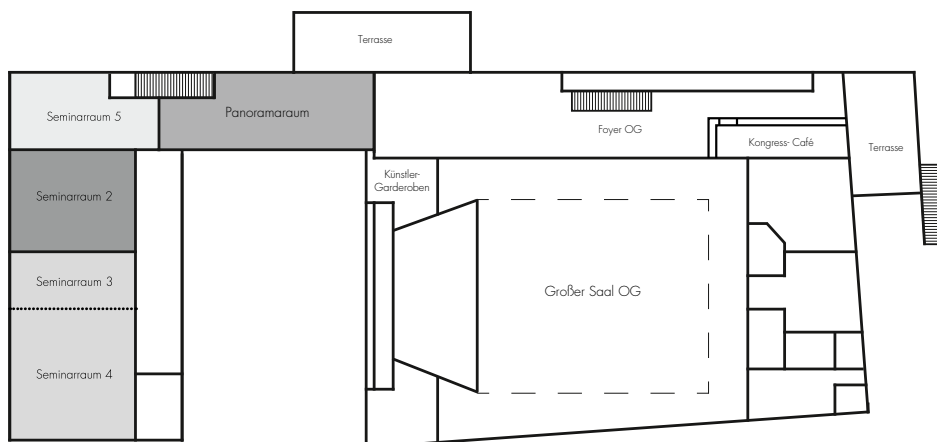 Terrasse
Seminarraum 5
Panoramaraum
Foyer OG
Kongress- Café
Terrasse
Künstler-
Garderoben
Seminarraum 2
Seminarraum 3
Großer Saal OG
Seminarraum 4